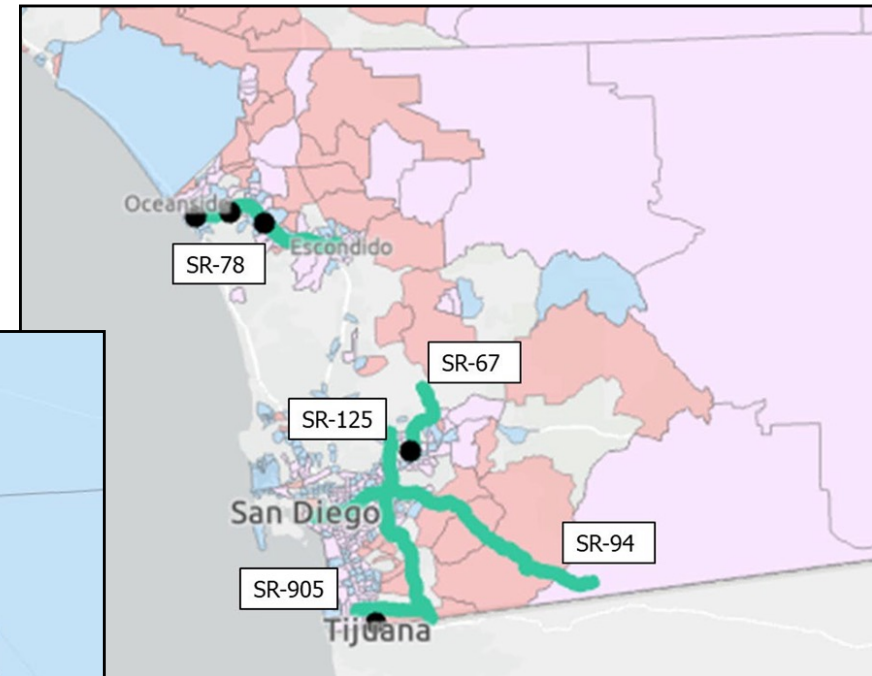 Oceanside
Escondido
SR-78
SR-67
SR-125
San Diego
SR-94
SR-905
Tijuana